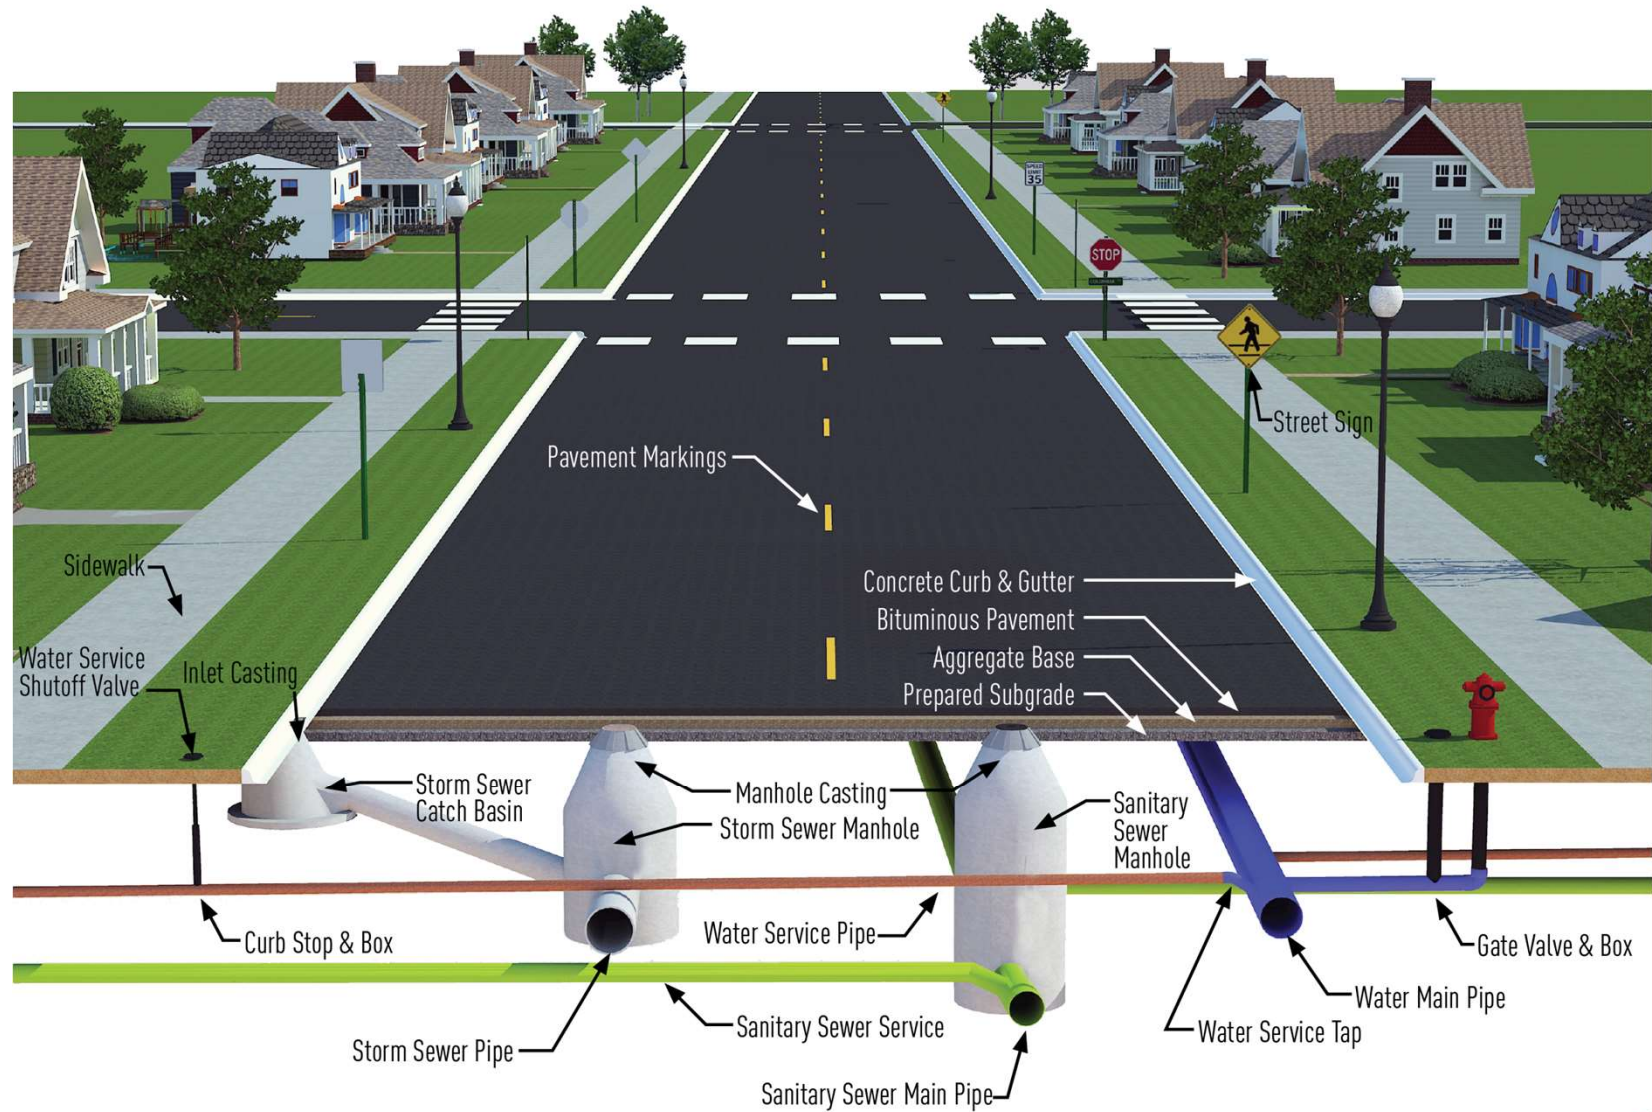 SPEED
LIMIT
35
STOP
Street Sign
Pavement Markings
Sidewalk
Concrete Curb & Gutter
Bituminous Pavement
Aggregate Base
Prepared Subgrade
Water Service
Shutoff Valve
Inlet Casting
Storm Sewer
Catch Basin
Manhole Casting
Storm Sewer Manhole
Sanitary
Sewer
Manhole
Curb Stop & Box
Water Service Pipe
Gate Valve & Box
Water Main Pipe
Sanitary Sewer Service
Water Service Tap
Storm Sewer Pipe
Sanitary Sewer Main Pipe